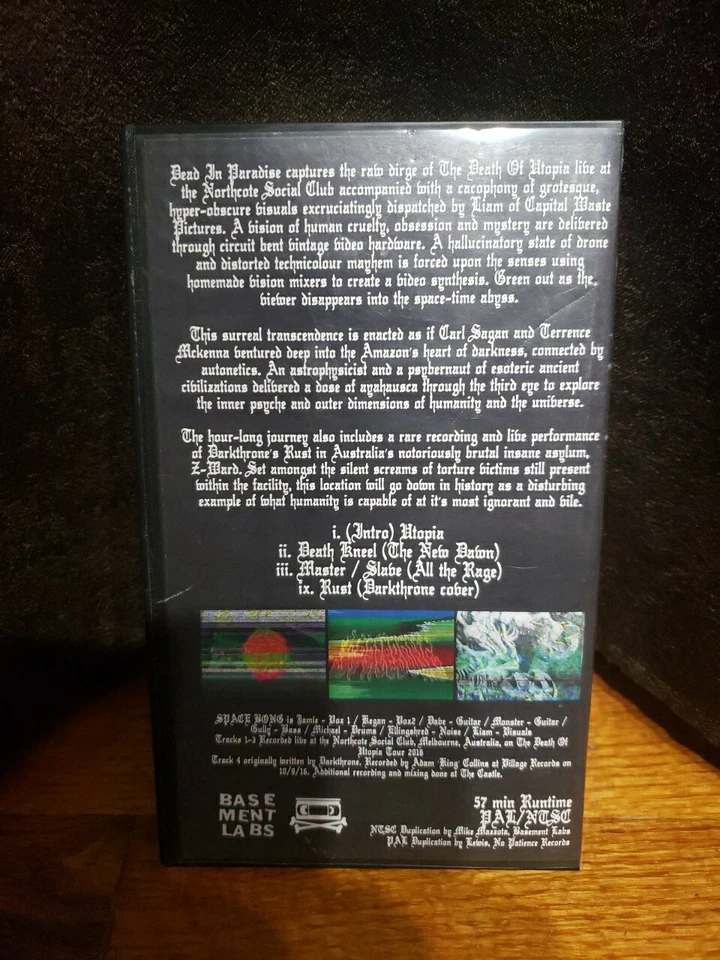 Dead In Paradise captures the raw dirge of The Death Of Utopia live at
the Northcote Social Club accompanied with a cacophony of grotesque,
hyper-obscure visuals excruciatingly dispatched by Liam of Capital Waste
Pictures. A vision of human cruelty, obsession and mystery are delivered
through circuit bent vintage video hardware. A hallucinatory state of drone
and distorted technicolour mayhem is forced upon the senses using
homemade vision mixers to create a video synthesis. Green out as the
viewer disappears into the space-time abyss.
This surreal transcendence is enacted as if Carl Sagan and Terrence
Mckenna ventured deep into the Amazon's heart of darkness, connected by
autonetics. An astrophysicist and a psybernaut of esoteric ancient
civilizations delivered a dose of ayahausca through the third eye to explore
the inner psyche and outer dimensions of humanity and the universe.
The hour-long journey also includes a rare recording and live performance
of Darkthrone's Rust in Australia's notoriously brutal insane asylum,
Z-Ward. Set amongst the silent screams of torture victims still present
within the facility, this location will go down in history as a disturbing
example of what humanity is capable of at it's most ignorant and vile.
i. (Intro) Utopia
ii. Death Kneel (The New Dawn)
iii. Master / Slave (All the Rage)
ix. Rust (Darkthrone cover)
SPACE BONG is Jamie - Vox 1 / Regan - Vox2 / Dave - Guitar / Monster - Guitar /
Gully - Bass / Michael - Drums / Ellingshred - Noise / Liam - Visuals
Tracks 1-3 Recorded live at the Northcote Social Club, Melbourne, Australia, on The Death Of
Utopia Tour 2016
Track 4 originally written by Darkthrone. Recorded by Adam 'King' Collins at Village Records on
10/9/16. Additional recording and mixing done at The Castle.
BASE
MENT
LABS
57 min Runtime
PAL/NTSC
NTSC Duplication by Mike Mazzota, Basement Labs
PAL Duplication by Lewis, No Patience Records